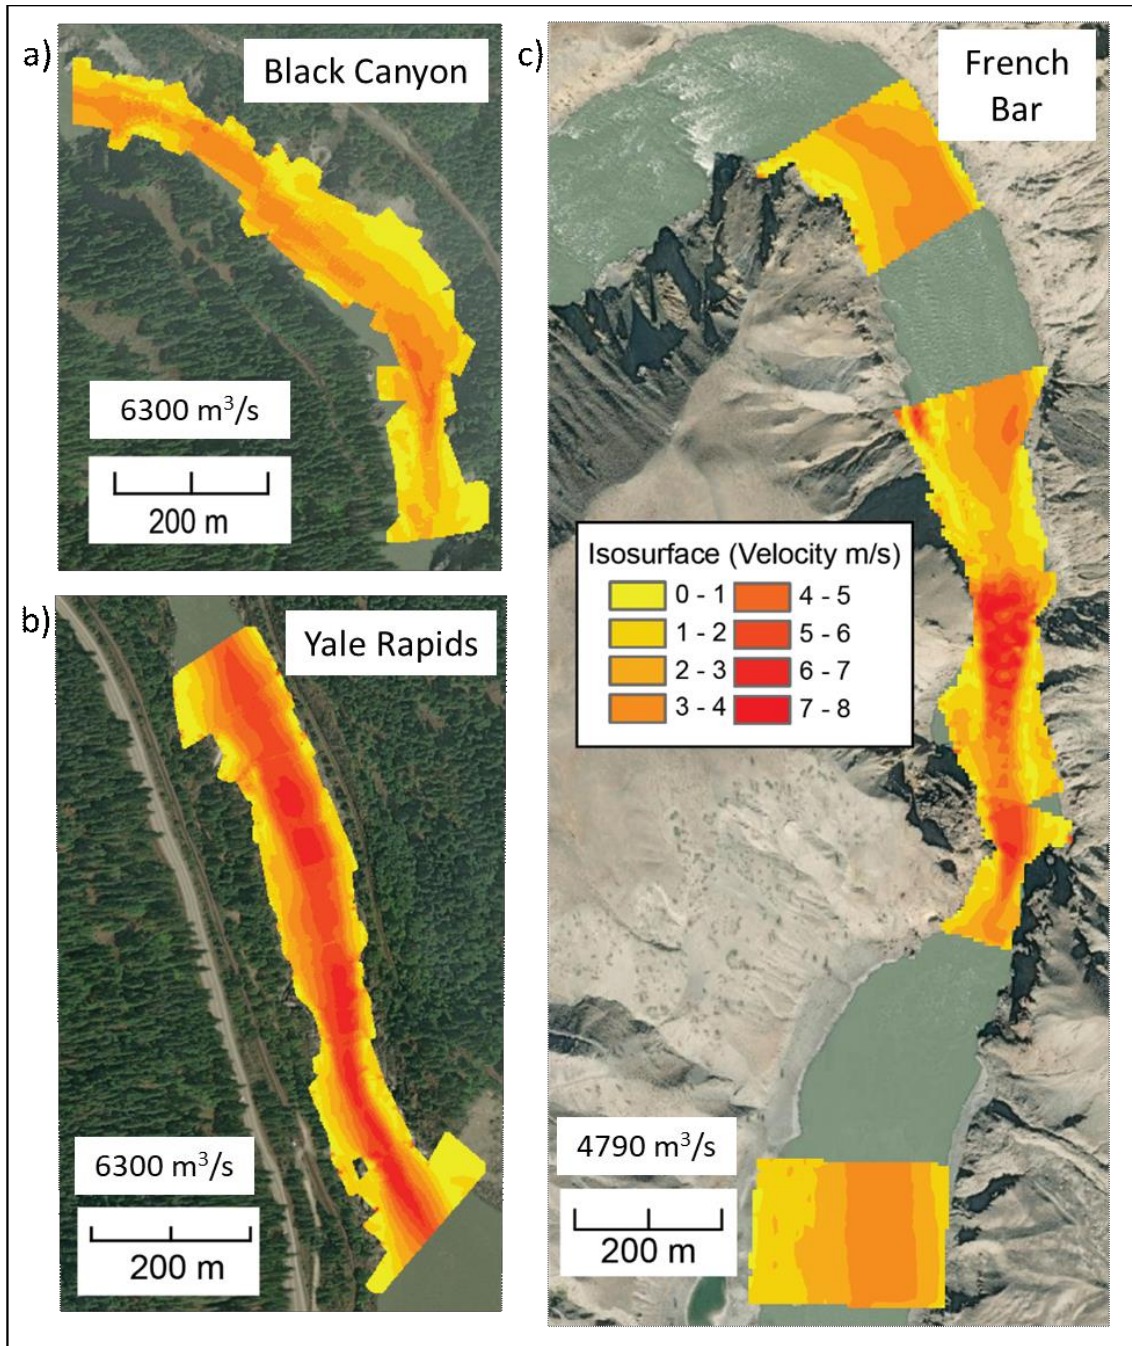 a)
Black Canyon
6300 m³/s
200 m
b)
Yale Rapids
6300 m³/s
200 m
c)
French
Bar
Isosurface (Velocity m/s)
0 - 1
4 - 5
1 - 2
5 - 6
2 - 3
6 - 7
3 - 4
7 - 8
4790 m³/s
200 m